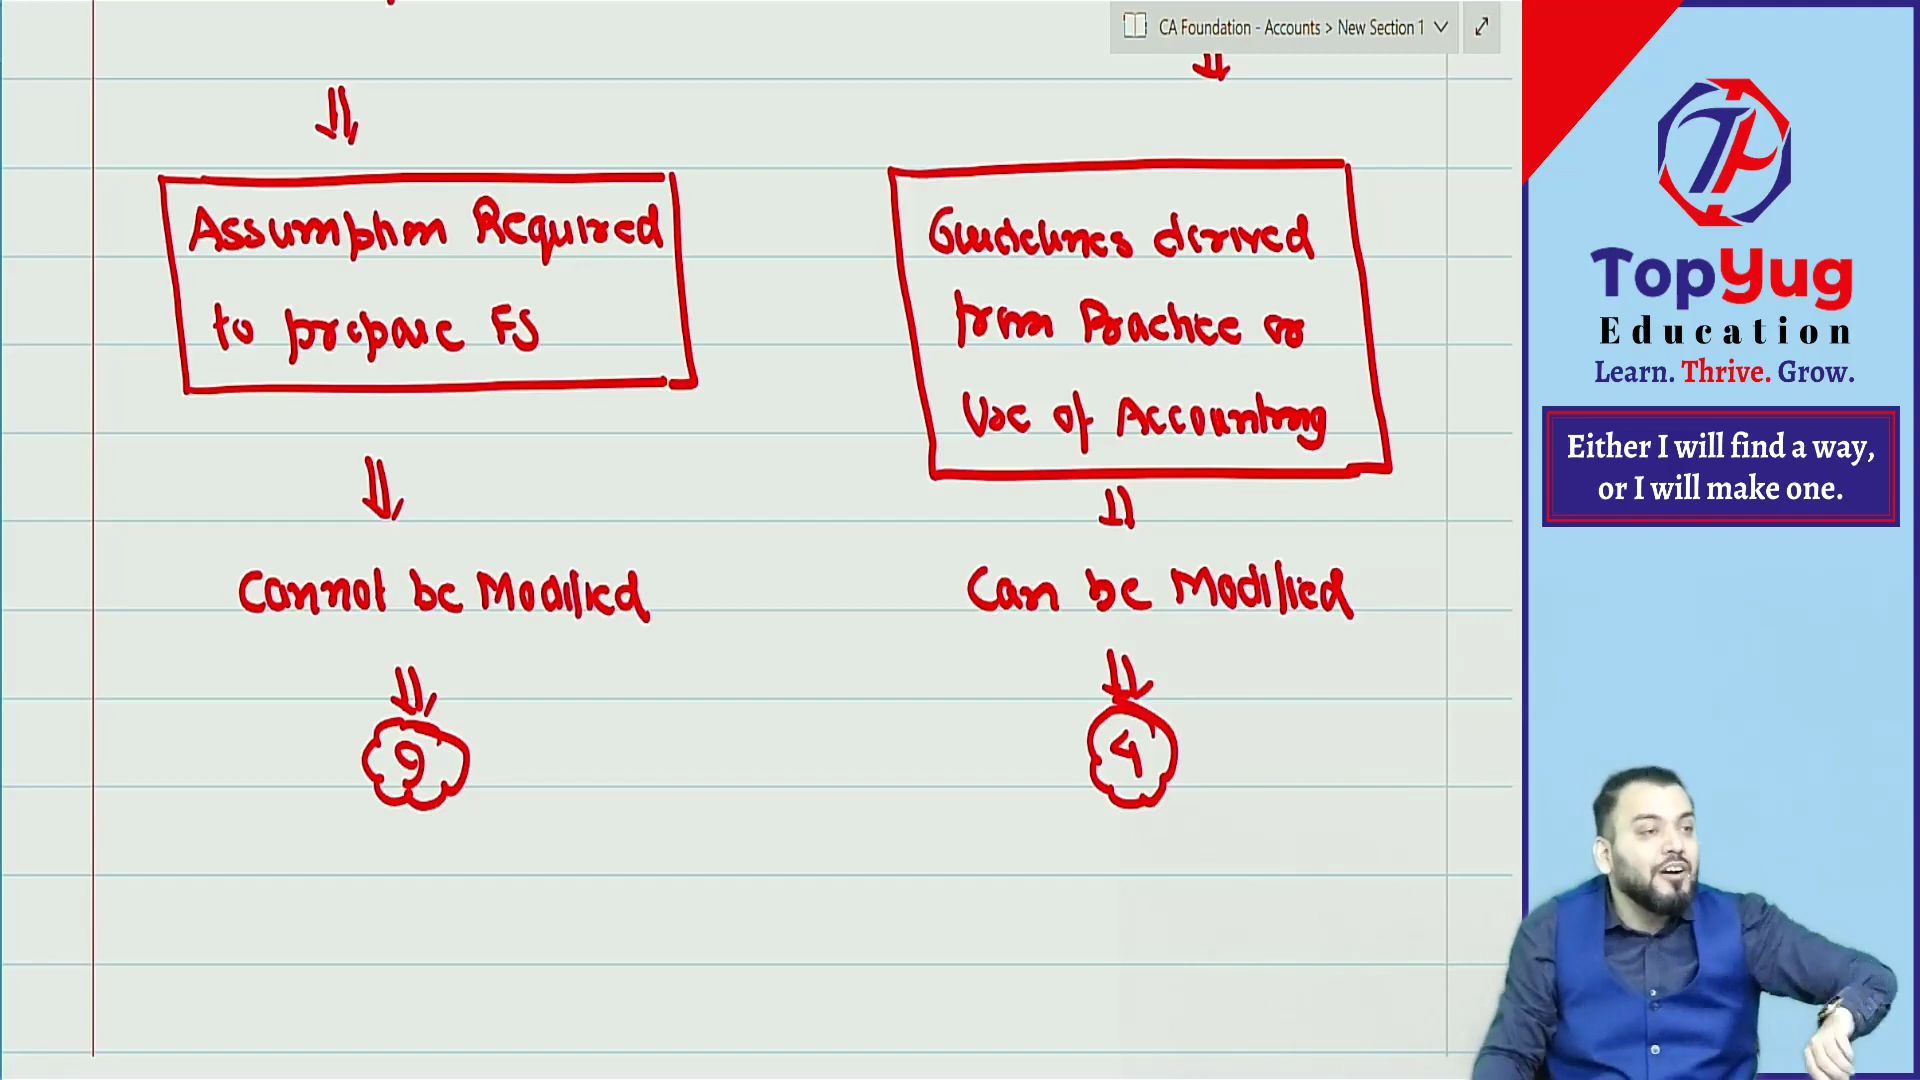 CA Foundation - Accounts > New Section 1
Assumption Required
to prepare FS
Cannot be Modified
9
Guidelines derived
from Practice or
Use of Accounting
Can be Modified
4
TopYug
Education
Learn. Thrive. Grow.
Either I will find a way,
or I will make one.